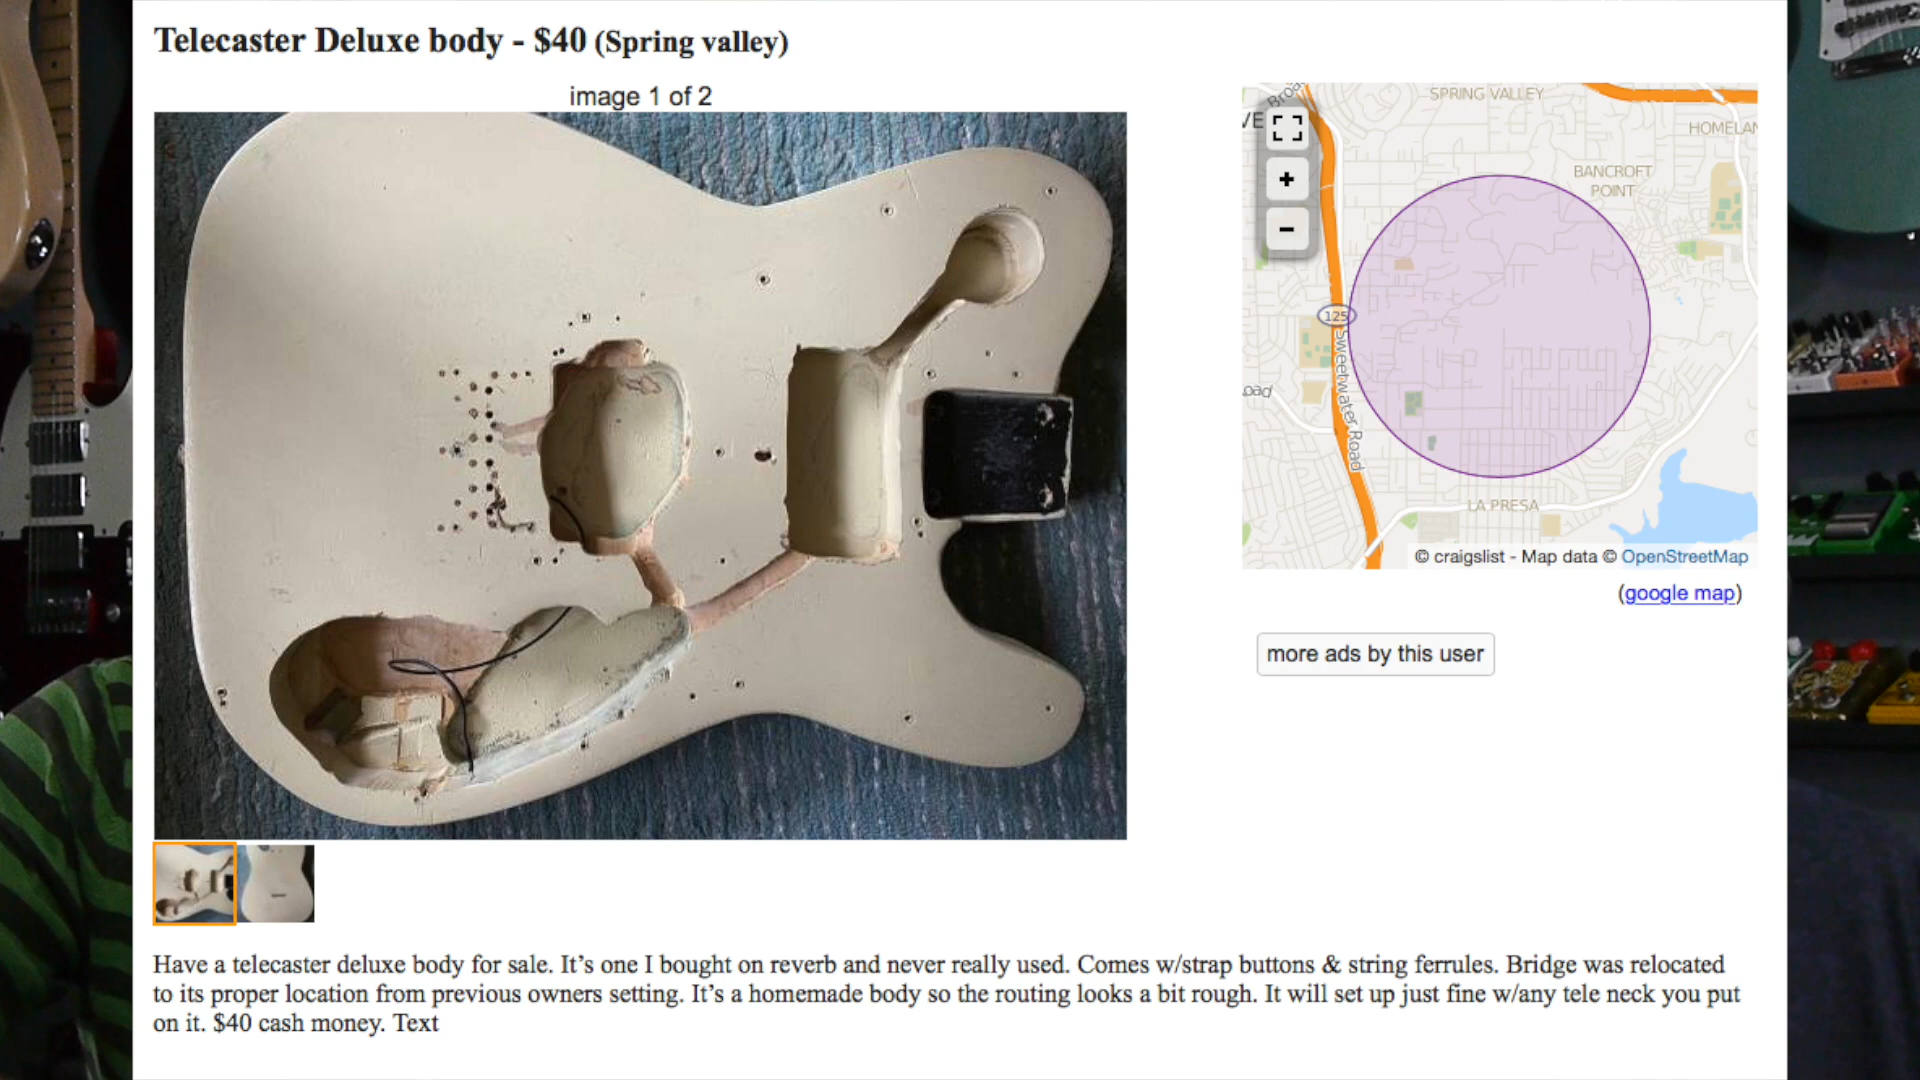 Telecaster Deluxe body - $40 (Spring valley)
image 1 of 2
SPRING VALLEY
HOMELAN
BANCROFT
POINT
+
−
125
Sweetwater Road
oad
LA PRESA
© craigslist - Map data © OpenStreetMap
(google map)
more ads by this user
Have a telecaster deluxe body for sale. It’s one I bought on reverb and never really used. Comes w/strap buttons & string ferrules. Bridge was relocated
to its proper location from previous owners setting. It’s a homemade body so the routing looks a bit rough. It will set up just fine w/any tele neck you put
on it. $40 cash money. Text